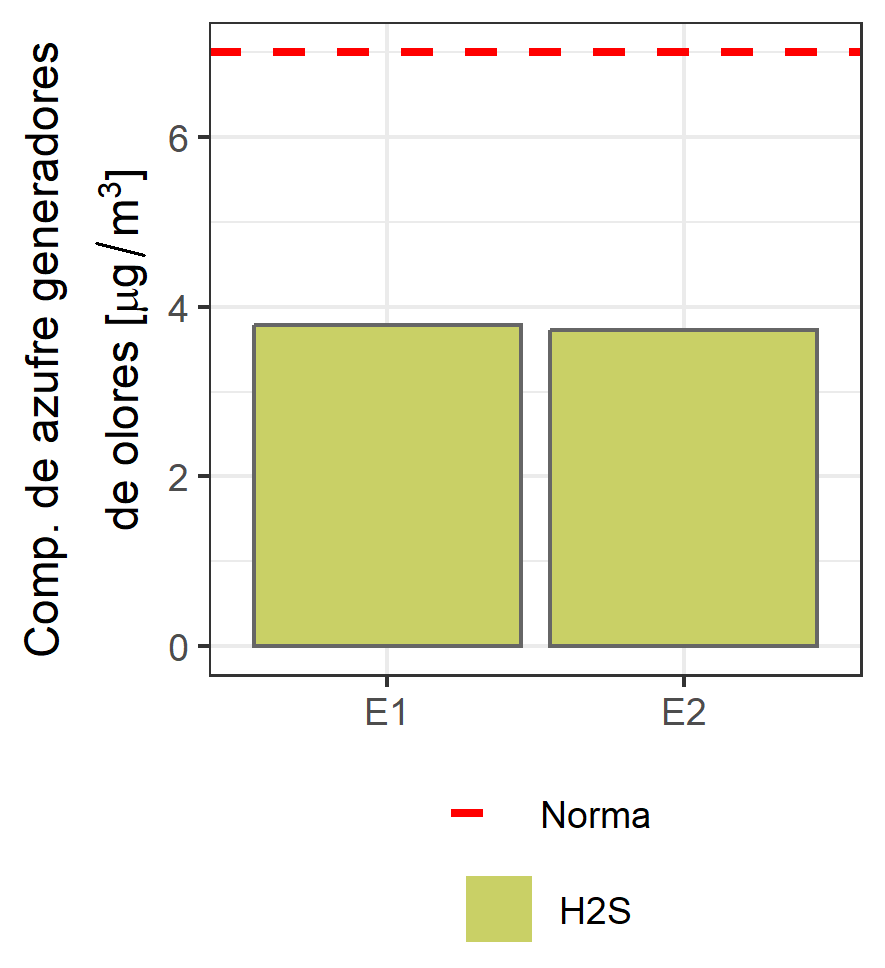 Comp. de azufre generadores
de olores [μg/m³]
6
4
2
0
E1
E2
Norma
H2S